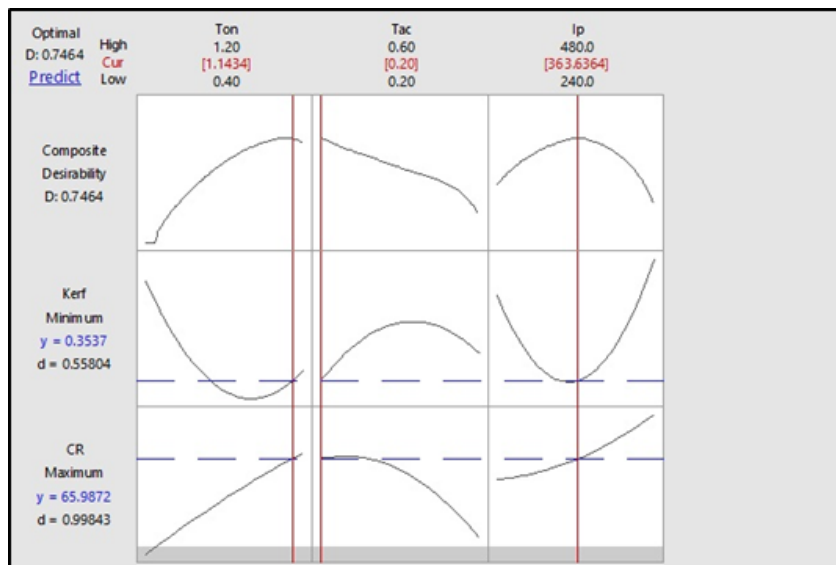 Optimal
D: 0.7464
Predict
High
Cur
Low
Ton
1.20
[1.1434]
0.40
Tac
0.60
[0.20]
0.20
Ip
480.0
[363.6364]
240.0
Composite
Desirability
D: 0.7464
Kerf
Minimum
y = 0.3537
d = 0.55804
CR
Maximum
y = 65.9872
d = 0.99843